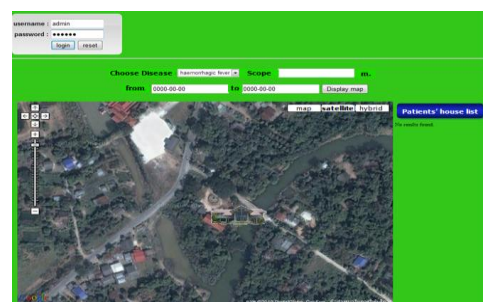 username : admin
password : ●●●●●●
login reset
Choose Disease haemorrhagic fever Scope m.
from 0000-00-00 to 0000-00-00 Display map
map satellite hybrid
Patients' house list
No results found